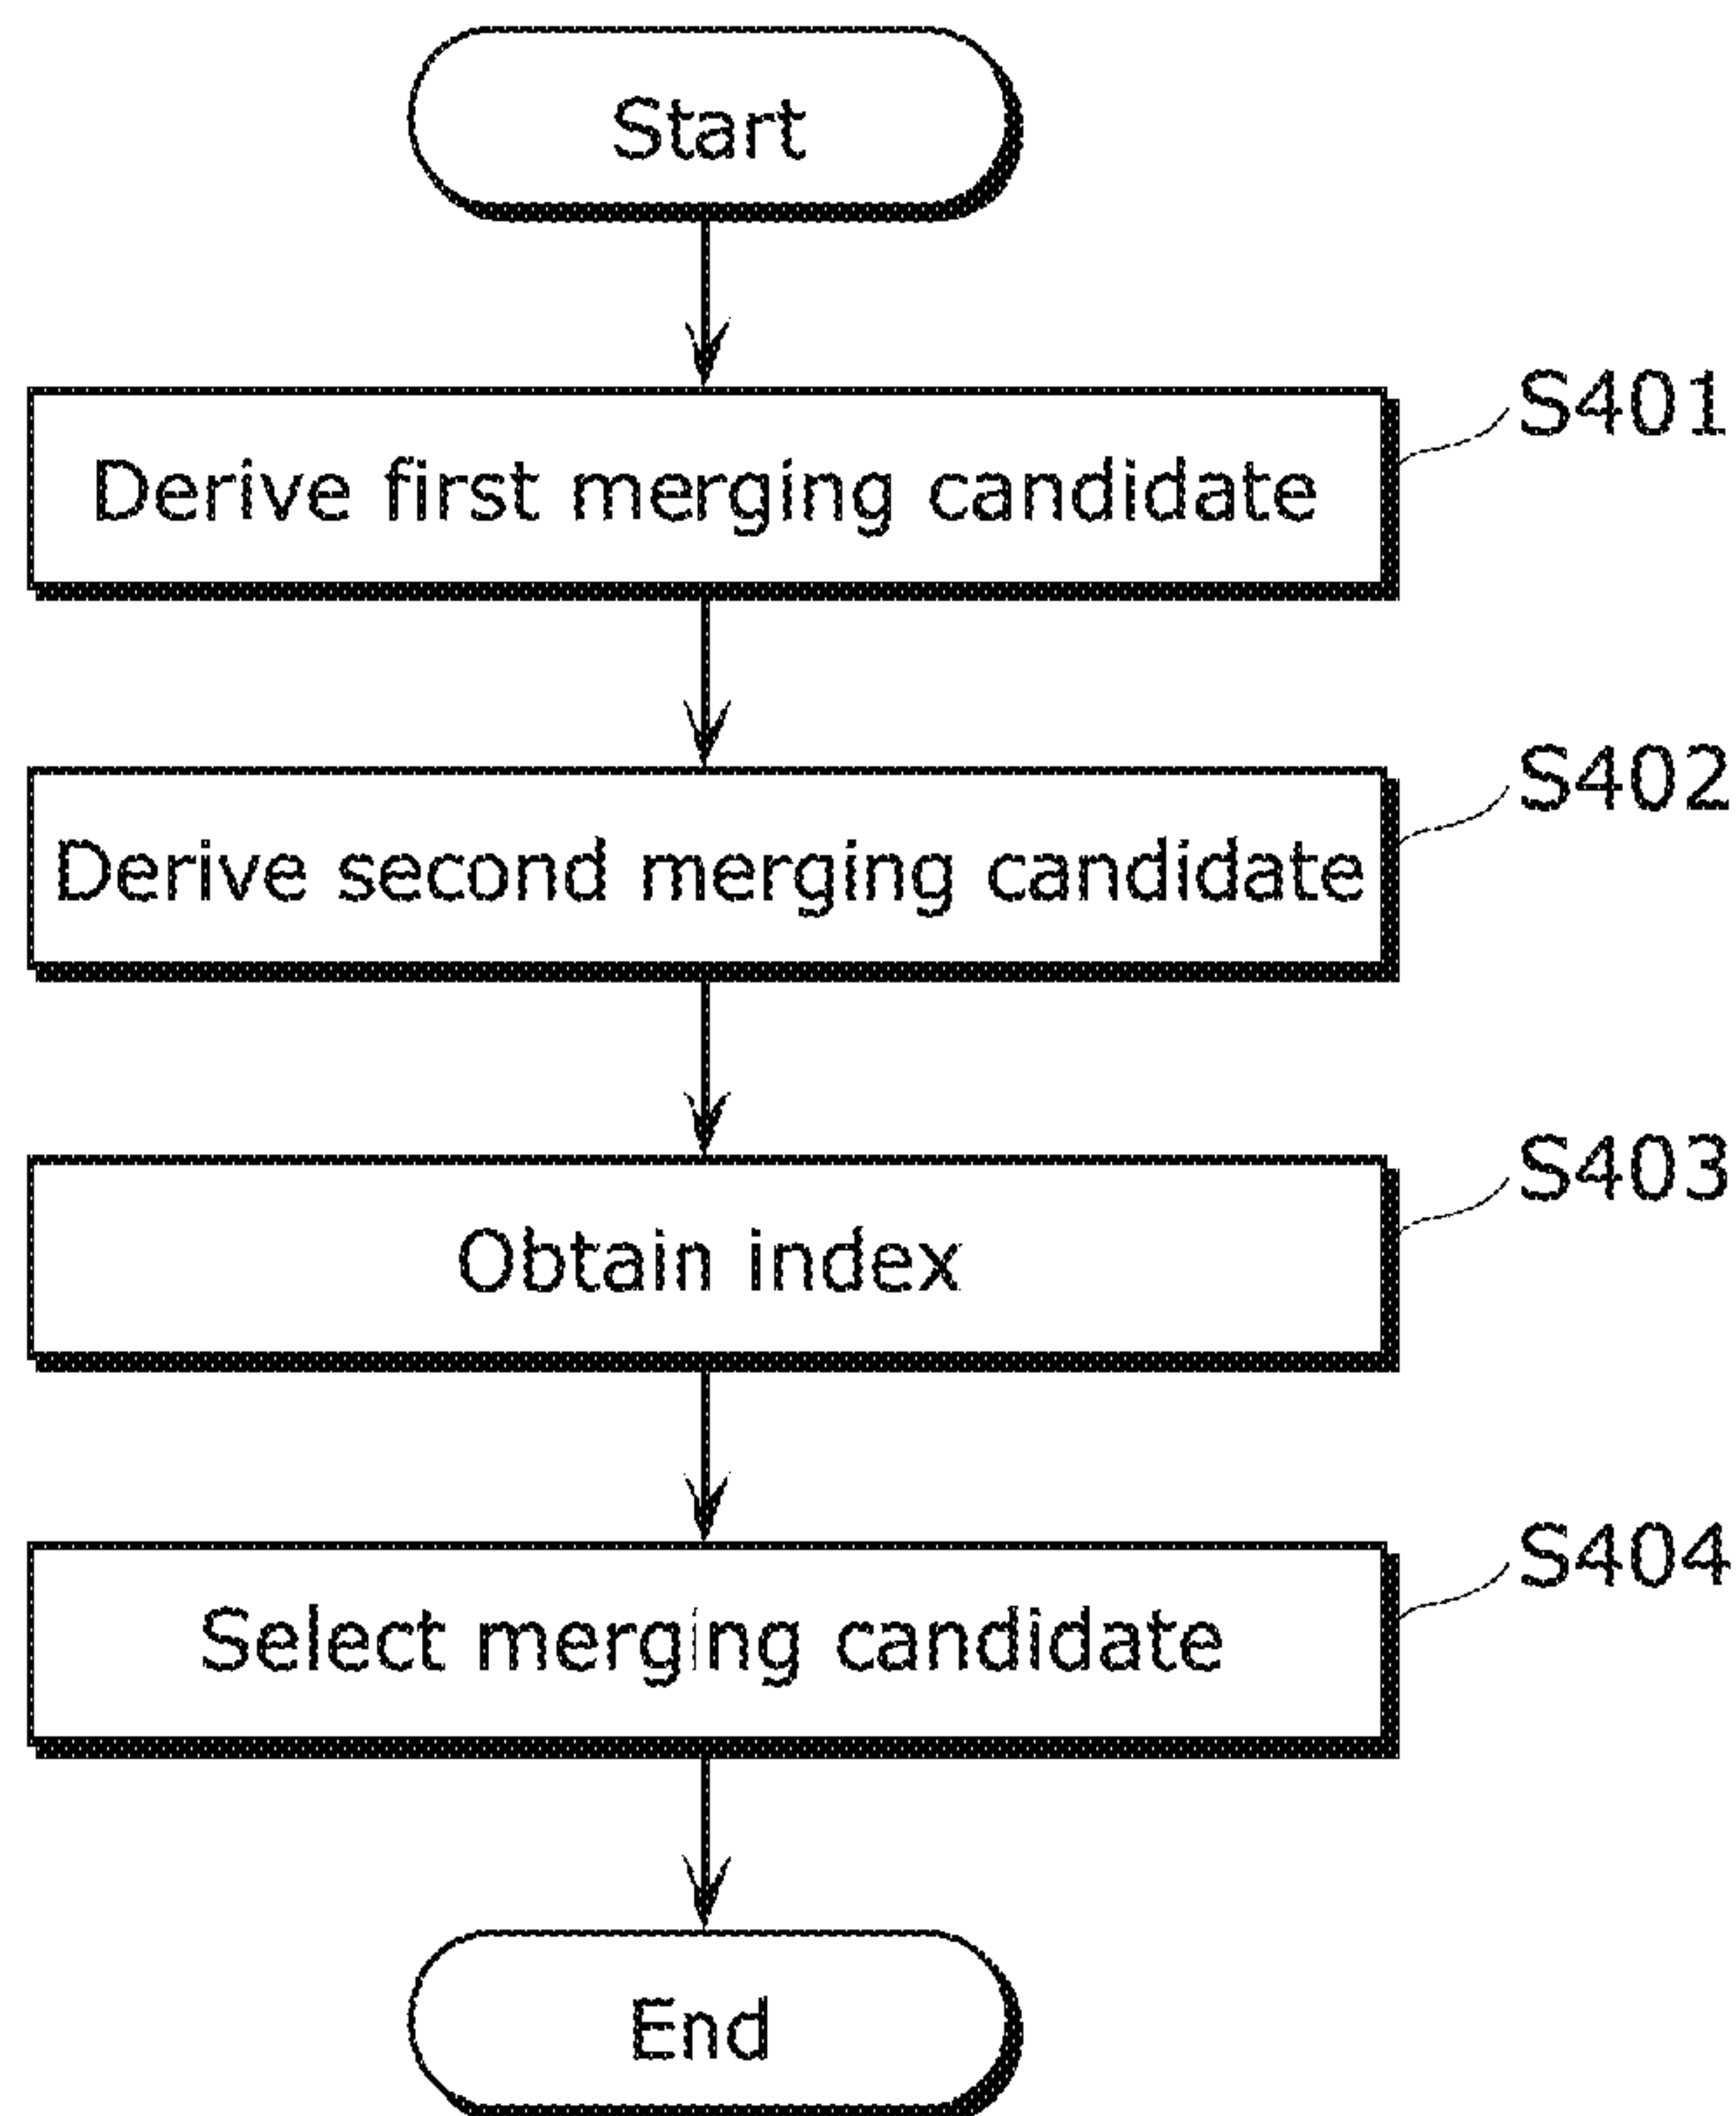 Start
S401
Derive first merging candidate
S402
Derive second merging candidate
S403
Obtain index
S404
Select merging candidate
End